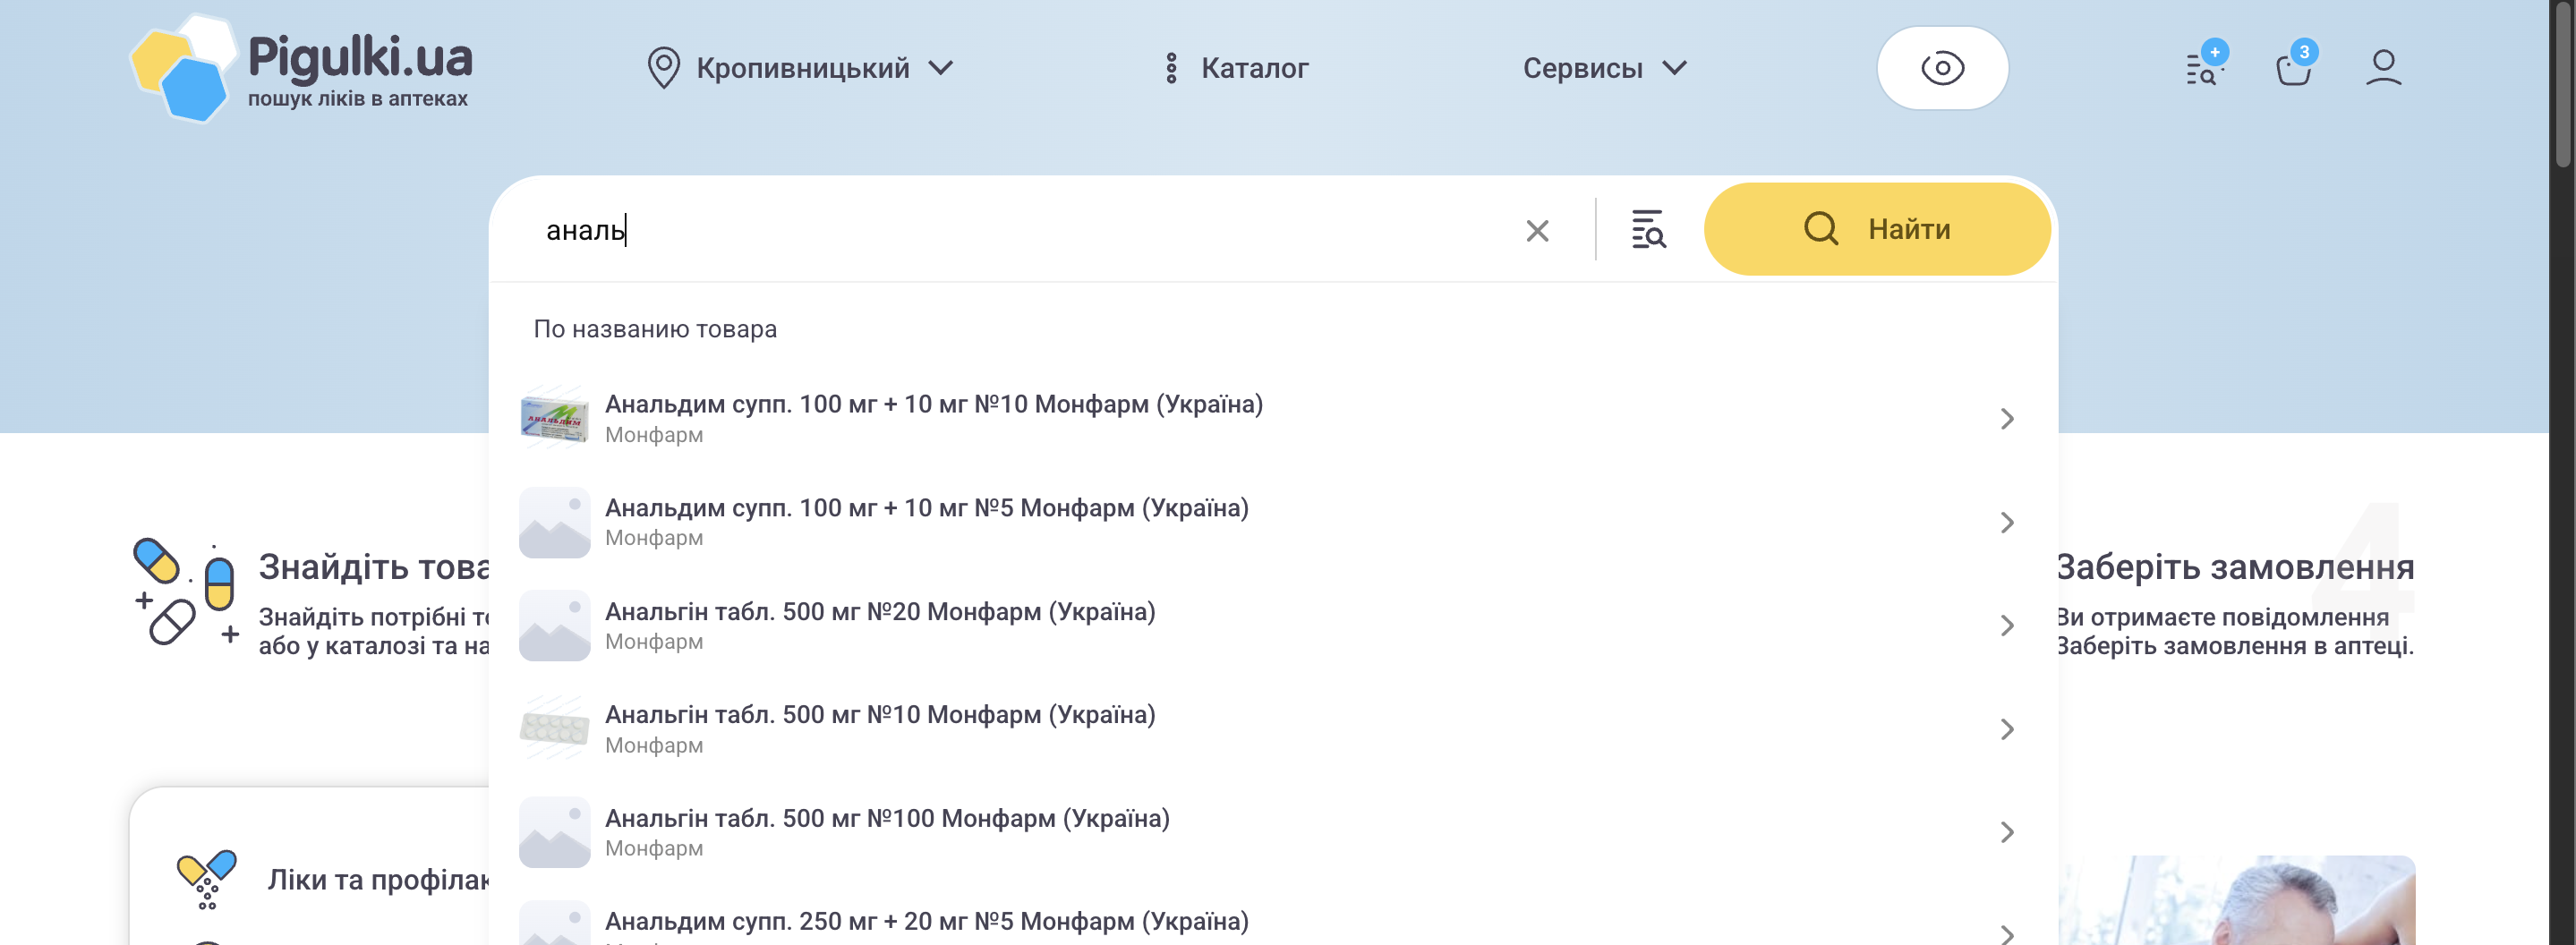 Pigulki.ua
пошук ліків в аптеках
Кропивницький
Каталог
Сервисы
+
3
аналь
Найти
По названию товара
Анальдим супп. 100 мг + 10 мг №10 Монфарм (Україна)
Монфарм
Анальдим супп. 100 мг + 10 мг №5 Монфарм (Україна)
Монфарм
Анальгін табл. 500 мг №20 Монфарм (Україна)
Монфарм
Анальгін табл. 500 мг №10 Монфарм (Україна)
Монфарм
Анальгін табл. 500 мг №100 Монфарм (Україна)
Монфарм
Анальдим супп. 250 мг + 20 мг №5 Монфарм (Україна)
Знайдіть това
Знайдіть потрібні то
або у каталозі та на
4
Заберіть замовлення
Ви отримаєте повідомлення
Заберіть замовлення в аптеці.
Ліки та профілак